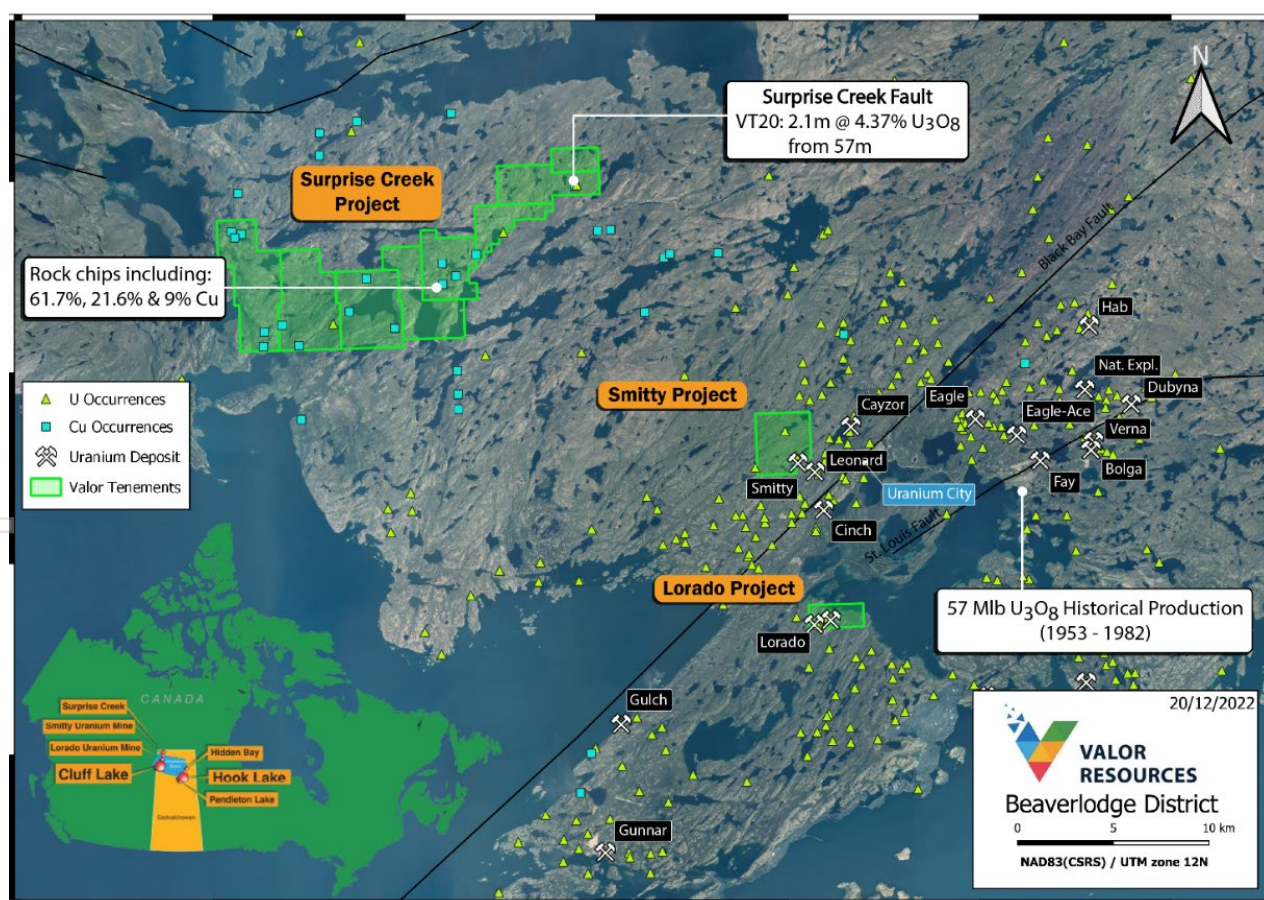 N
Surprise Creek Fault
VT20: 2.1m @ 4.37% U3O8
from 57m
Surprise Creek
Project
Rock chips including:
61.7%, 21.6% & 9% Cu
Black Bay Fault
Hab
Nat. Expl.
Dubyna
Smitty Project
Cayzor
Eagle
Eagle-Ace
Verna
Leonard
Bolga
Smitty
Uranium City
Fay
Cinch
St. Louis Fault
U Occurrences
Cu Occurrences
Uranium Deposit
Valor Tenements
Lorado Project
Lorado
57 Mlb U3O8 Historical Production
(1953 - 1982)
Gulch
Gunnar
CANADA
Surprise Creek
Smitty Uranium Mine
Lorado Uranium Mine
Hidden Bay
Cluff Lake
Hook Lake
Pendleton Lake
Saskatchewan
20/12/2022
VALOR
RESOURCES
Beaverlodge District
0 5 10 km
NAD83(CSRS) / UTM zone 12N